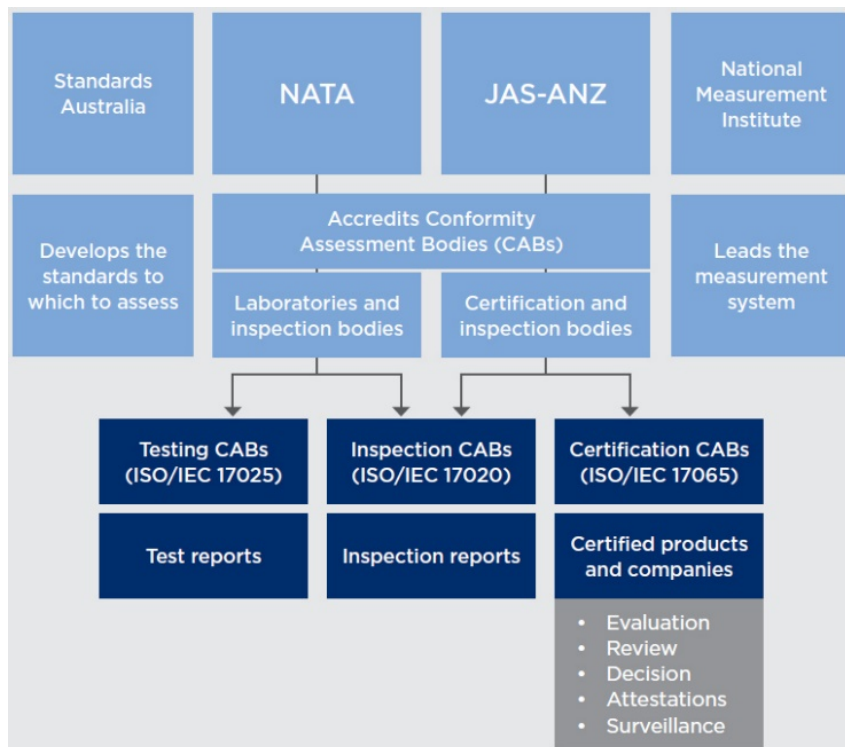 Standards
Australia
NATA
JAS-ANZ
National
Measurement
Institute
Develops the
standards to
which to assess
Accredits Conformity
Assessment Bodies (CABs)
Leads the
measurement
system
Laboratories and
inspection bodies
Certification and
inspection bodies
Testing CABs
(ISO/IEC 17025)
Inspection CABs
(ISO/IEC 17020)
Certification CABs
(ISO/IEC 17065)
Test reports
Inspection reports
Certified products
and companies
• Evaluation
• Review
• Decision
• Attestations
• Surveillance